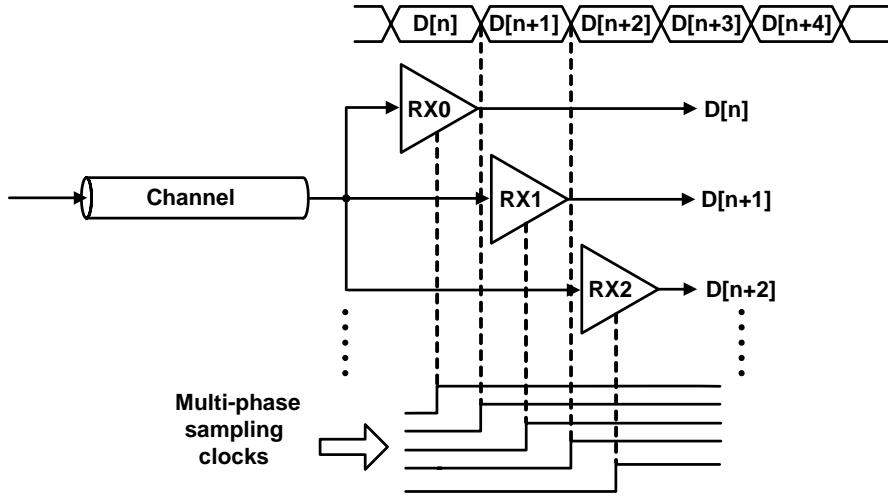 D[n] D[n+1] D[n+2] D[n+3] D[n+4]
RX0
D[n]
Channel
RX1
D[n+1]
RX2
D[n+2]
Multi-phase
sampling
clocks